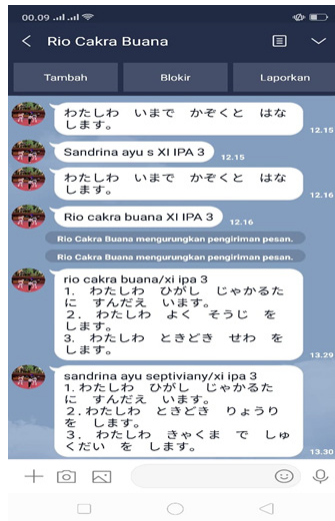 00.09
Rio Cakra Buana
Tambah Blokir Laporkan
わたしわ いまで かぞくと はな
します。
12.15
Sandrina ayu s XI IPA 3
12.15
わたしわ いまで かぞくと はな
します。
12.16
Rio cakra buana XI IPA 3
12.16
Rio Cakra Buana mengurungkan pengiriman pesan.
Rio Cakra Buana mengurungkan pengiriman pesan.
rio cakra buana/xi ipa 3
1. わたしわ ひがし じゃかるた
に すんだえ います。
2. わたしわ よく そうじ を
します。
3. わたしわ ときどき せわ を
します。
13.29
sandrina ayu septiviany/xi ipa 3
1.わたしわ ひがし じゃかるた
に すんだえ います。
2.わたしわ ときどき りょうり
を します。
3. わたしわ きゃくま で しゅ
くだい を します。
13.30